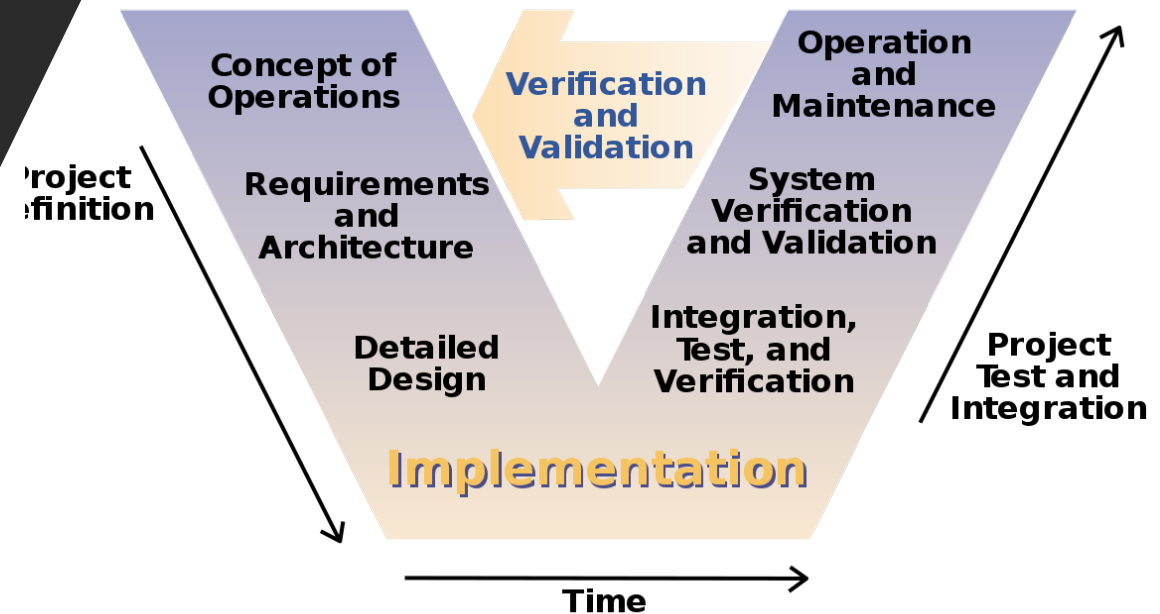 Concept of
Operations
Verification
and
Validation
Operation
and
Maintenance
Requirements
and
Architecture
System
Verification
and Validation
Detailed
Design
Integration,
Test, and
Verification
Project
Test and
Integration
Implementation
Time